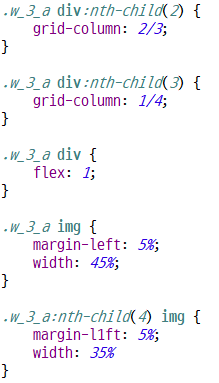 .w_3_a div:nth-child(2) {
    grid-column: 2/3;
}

.w_3_a div:nth-child(3) {
    grid-column: 1/4;
}

.w_3_a div {
    flex: 1;
}

.w_3_a img {
    margin-left: 5%;
    width: 45%;
}

.w_3_a:nth-child(4) img {
    margin-l1ft: 5%;
    width: 35%
}